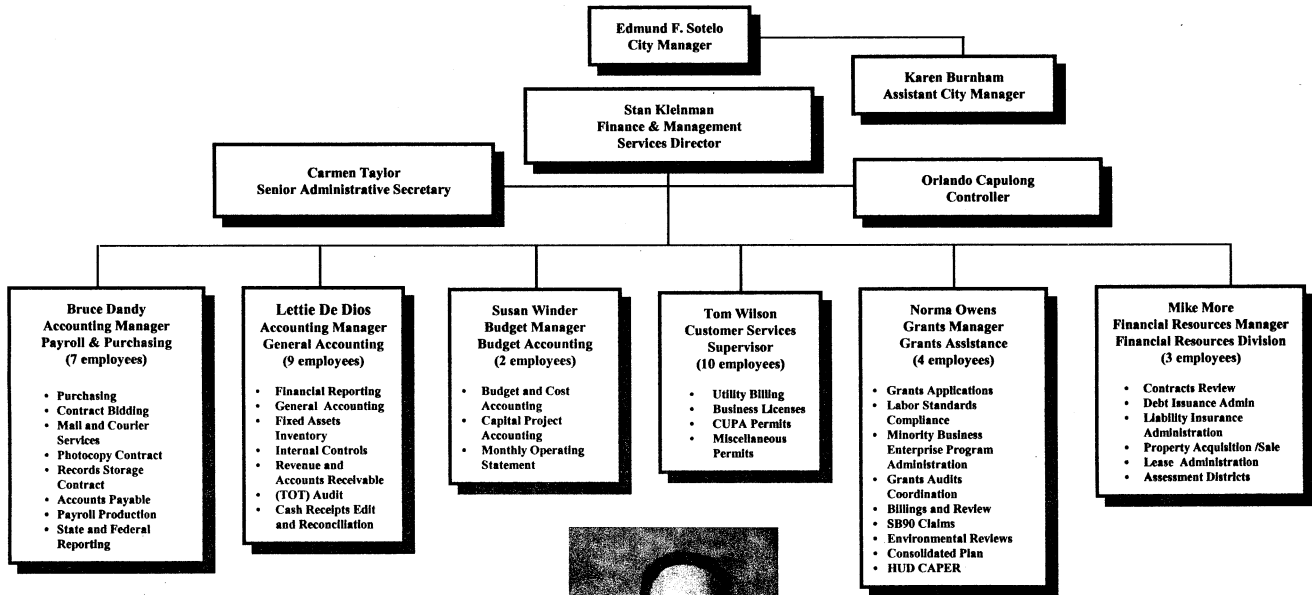 Edmund F. Sotelo
City Manager
Karen Burnham
Assistant City Manager
Stan Kleinman
Finance & Management
Services Director
Carmen Taylor
Senior Administrative Secretary
Orlando Capulong
Controller
Bruce Dandy
Accounting Manager
Payroll & Purchasing
(7 employees)
• Purchasing
• Contract Bidding
• Mail and Courier
Services
• Photocopy Contract
• Records Storage
Contract
• Accounts Payable
• Payroll Production
• State and Federal
Reporting
Lettie De Dios
Accounting Manager
General Accounting
(9 employees)
• Financial Reporting
• General Accounting
• Fixed Assets
Inventory
• Internal Controls
• Revenue and
Accounts Receivable
• (TOT) Audit
• Cash Receipts Edit
and Reconciliation
Susan Winder
Budget Manager
Budget Accounting
(2 employees)
• Budget and Cost
Accounting
• Capital Project
Accounting
• Monthly Operating
Statement
Tom Wilson
Customer Services
Supervisor
(10 employees)
• Utility Billing
• Business Licenses
• CUPA Permits
• Miscellaneous
Permits
Norma Owens
Grants Manager
Grants Assistance
(4 employees)
• Grants Applications
• Labor Standards
Compliance
• Minority Business
Enterprise Program
Administration
• Grants Audits
Coordination
• Billings and Review
• SB90 Claims
• Environmental Reviews
• Consolidated Plan
• HUD CAPER
Mike More
Financial Resources Manager
Financial Resources Division
(3 employees)
• Contracts Review
• Debt Issuance Admin
• Liability Insurance
Administration
• Property Acquisition /Sale
• Lease Administration
• Assessment Districts